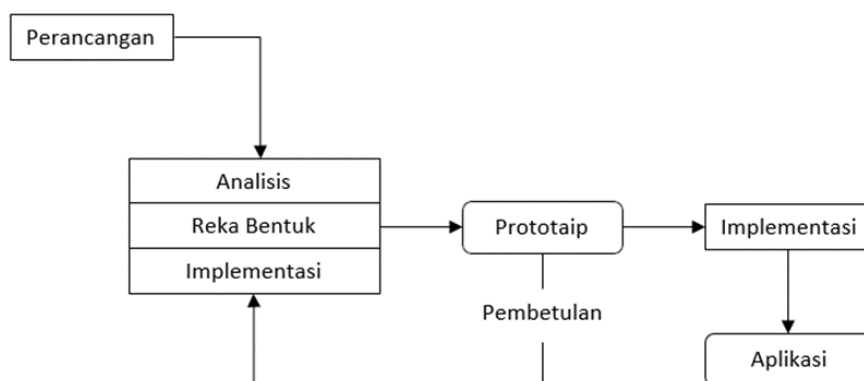 Perancangan
Analisis
Reka Bentuk
Implementasi
Prototaip
Implementasi
Pembetulan
Aplikasi